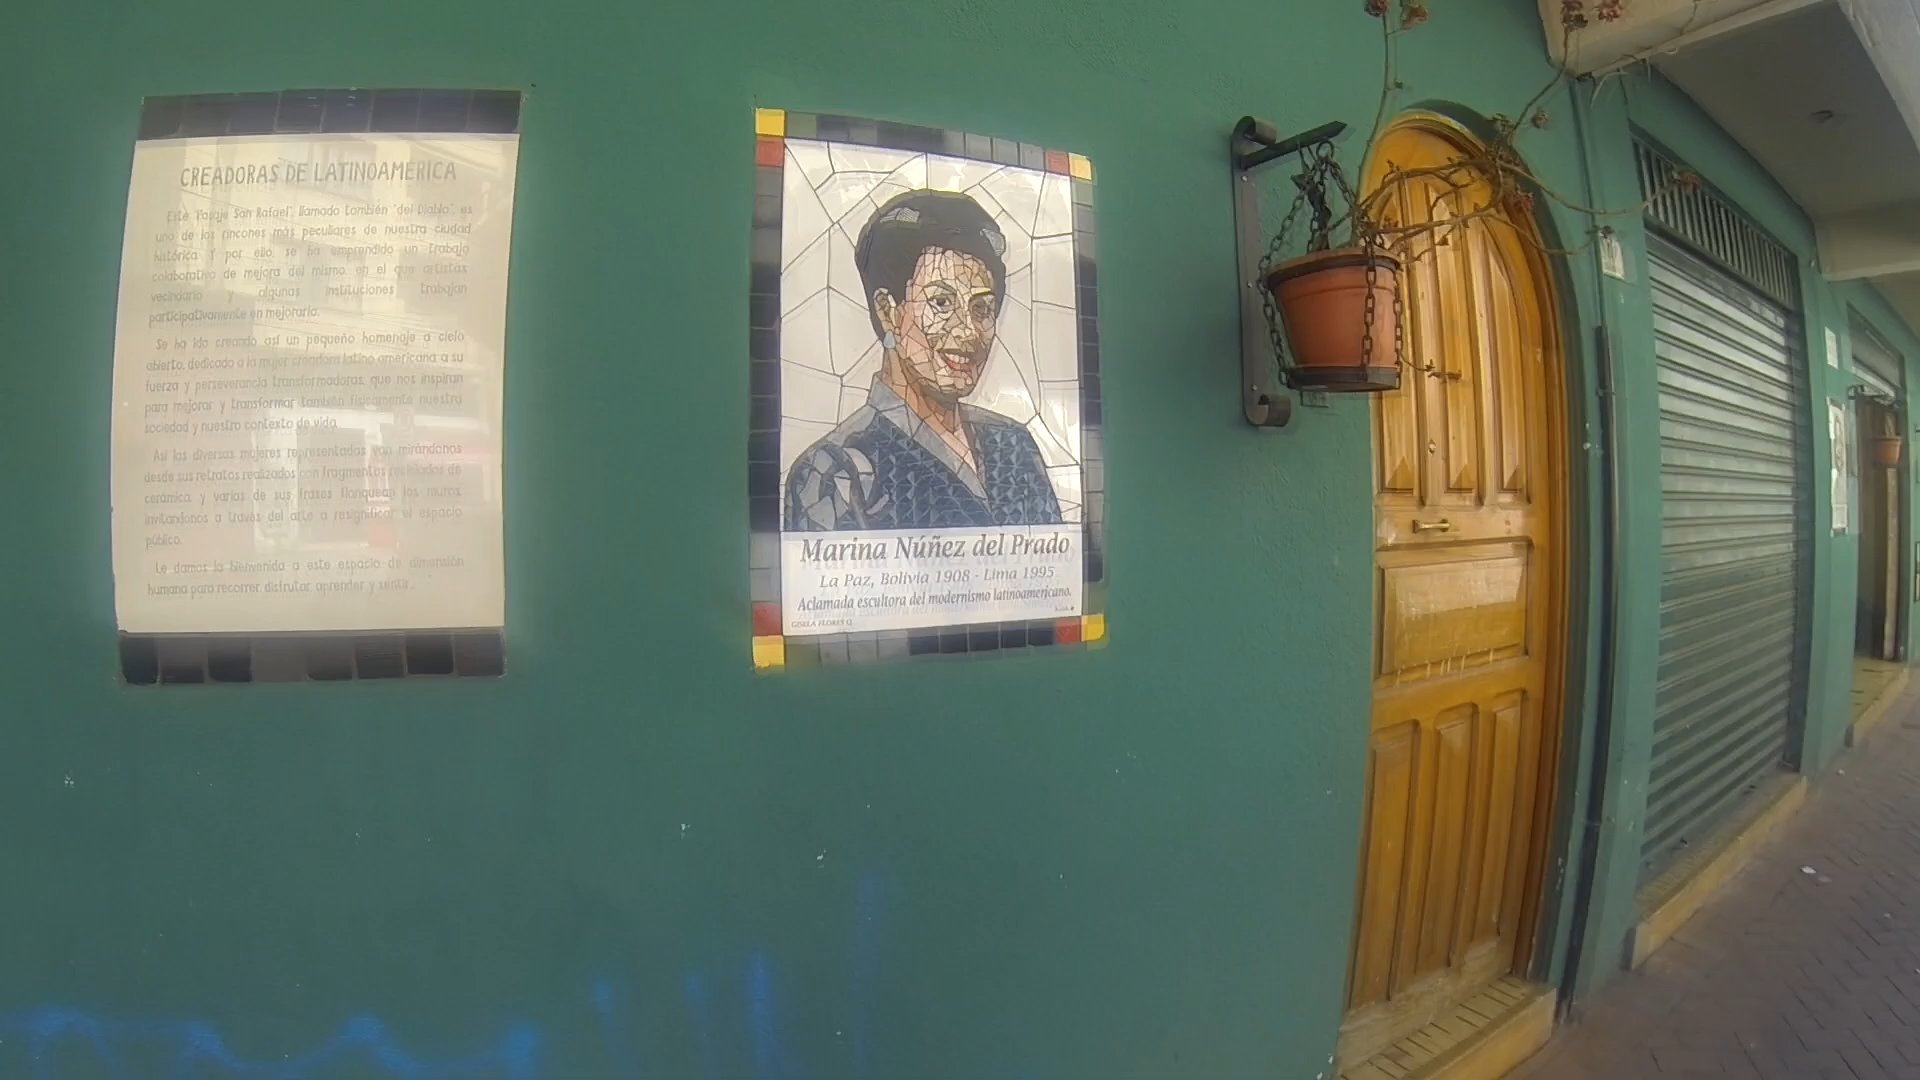 CREADORAS DE LATINOAMERICA
Este "Pasaje San Rafael", llamado también "del Diablo", es
uno de los rincones más peculiares de nuestra ciudad
histórica Y por ello, se ha emprendido un trabajo
colaborativo de mejora del mismo, en el que artistas
vecindario y algunas instituciones trabajan
participativamente en mejorarlo.
Se ha ido creando así un pequeño homenaje a cielo
abierto, dedicado a la mujer creadora latino americana a su
fuerza y perseverancia transformadoras, que nos inspiran
para mejorar y transformar también físicamente nuestra
sociedad y nuestro contexto de vida.
Así las diversas mujeres representadas van mirándonos
desde sus retratos realizados con fragmentos reciclados de
cerámica, y varias de sus frases flanquean los muros
invitándonos a través del arte a resignificar el espacio
público.
Le damos la bienvenida a este espacio de dimensión
humana para recorrer, disfrutar aprender y sentir.
Marina Núñez del Prado
La Paz, Bolivia 1908 - Lima 1995
Aclamada escultora del modernismo latinoamericano.
GISELA FLORES Q.